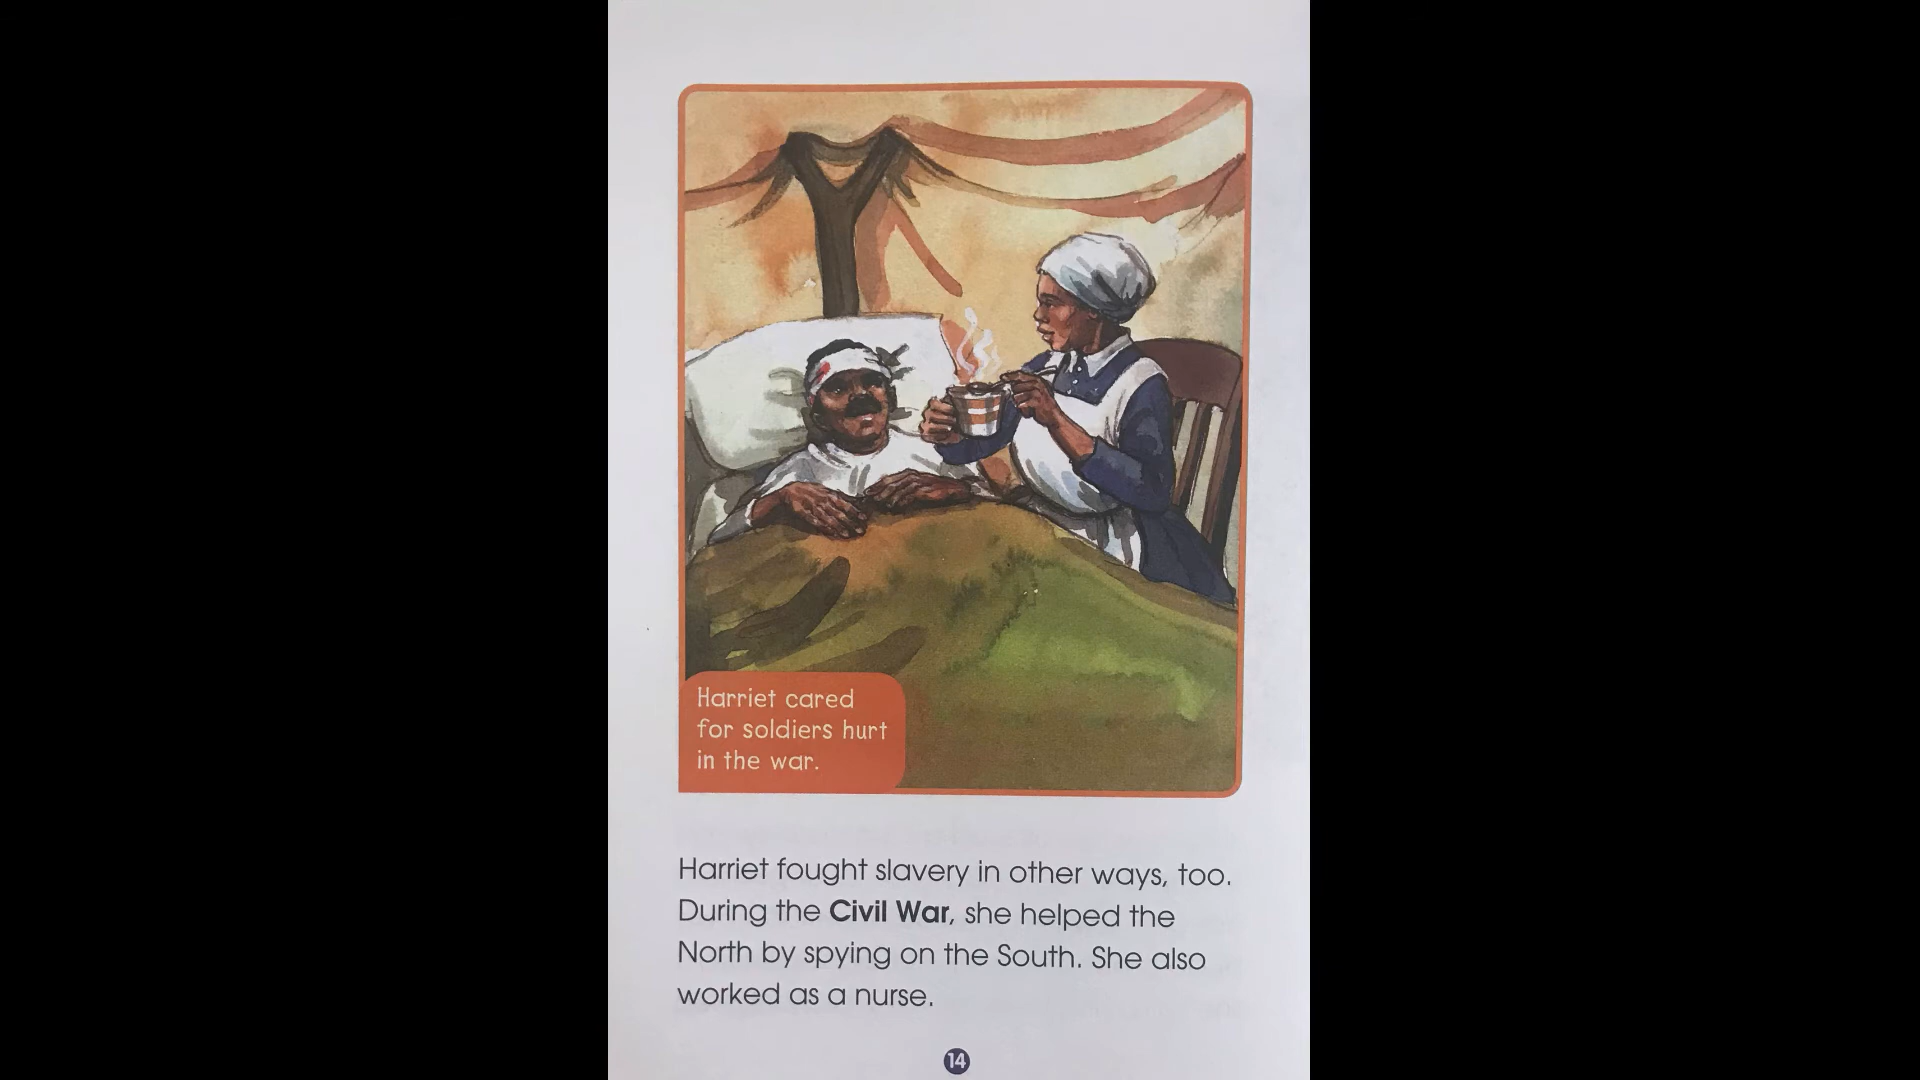 Harriet cared
for soldiers hurt
in the war.
Harriet fought slavery in other ways, too.
During the Civil War, she helped the
North by spying on the South. She also
worked as a nurse.
14